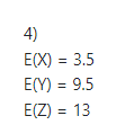 4)
E(X) = 3.5
E(Y) = 9.5
E(Z) = 13